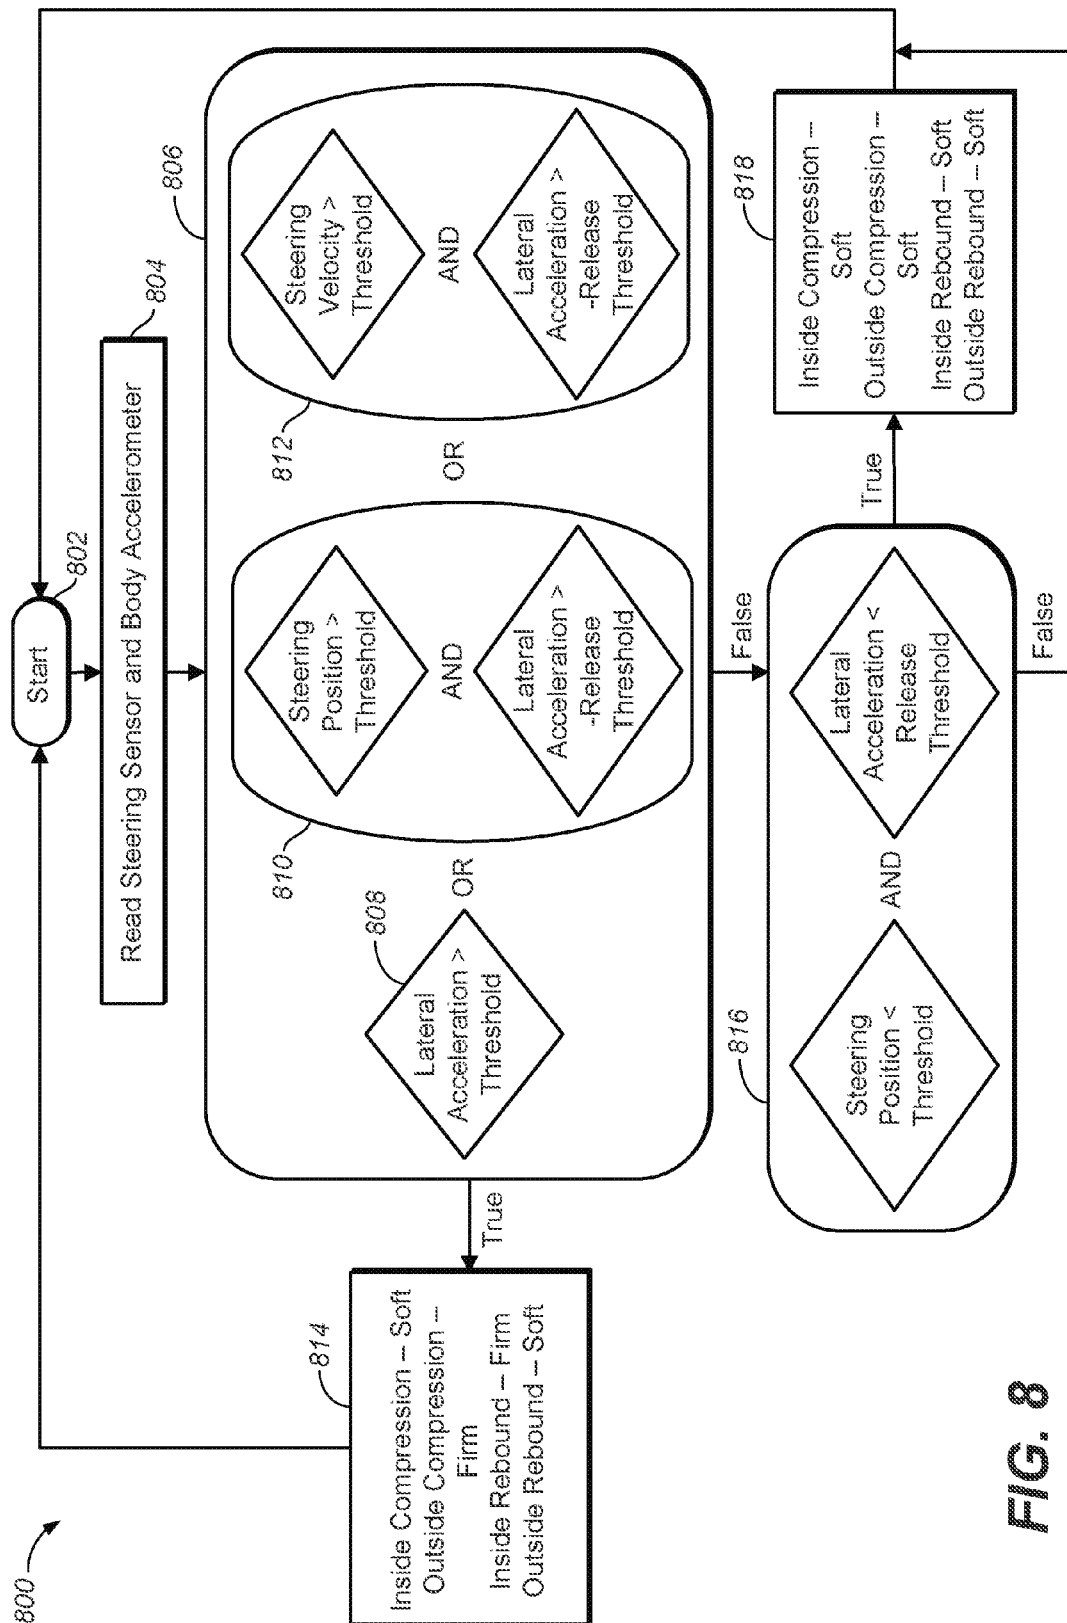 800
Start
802
Read Steering Sensor and Body Accelerometer
804
806
Lateral
Acceleration >
Threshold
808
OR
810
Steering
Position >
Threshold
AND
Lateral
Acceleration >
-Release
Threshold
OR
812
Steering
Velocity >
Threshold
AND
Lateral
Acceleration >
-Release
Threshold
True
814
Inside Compression – Soft
Outside Compression –
Firm
Inside Rebound – Firm
Outside Rebound – Soft
False
816
Steering
Position <
Threshold
AND
Lateral
Acceleration <
Release
Threshold
True
818
Inside Compression –
Soft
Outside Compression –
Soft
Inside Rebound – Soft
Outside Rebound – Soft
False
FIG. 8